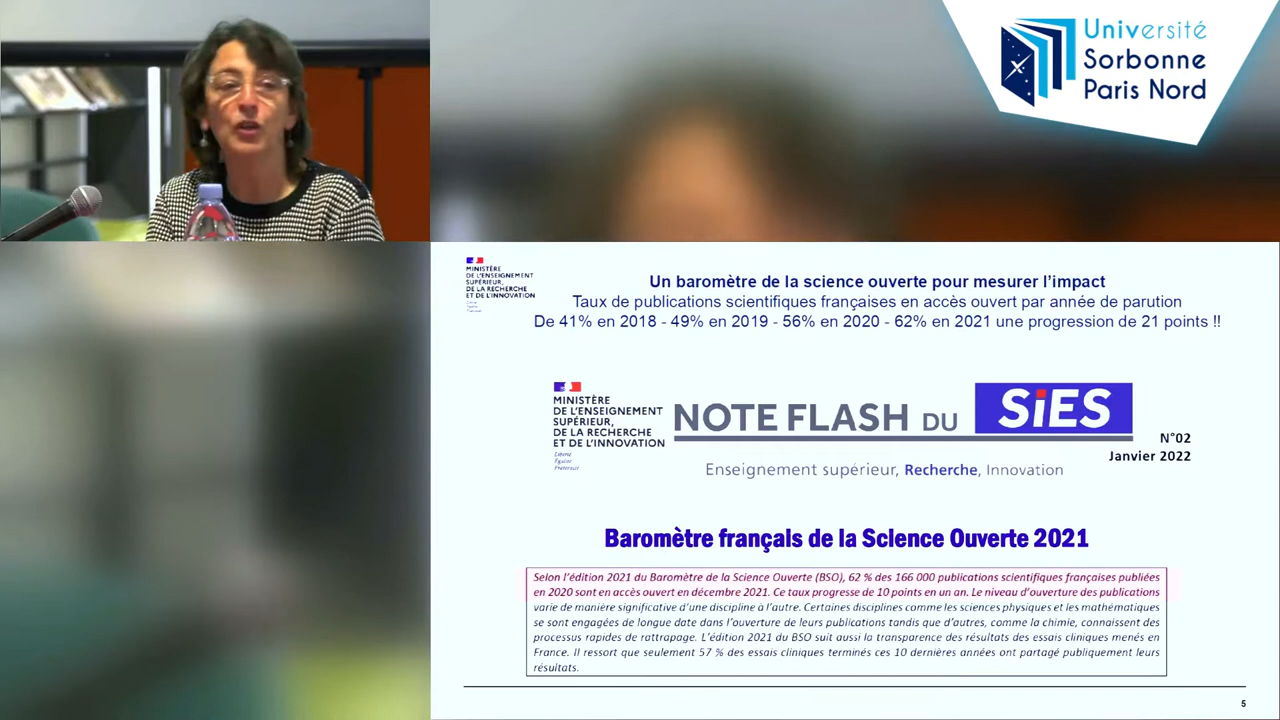 Université
Sorbonne
Paris Nord
MINISTÈRE
DE L'ENSEIGNEMENT
SUPÉRIEUR,
DE LA RECHERCHE
ET DE L'INNOVATION
Un baromètre de la science ouverte pour mesurer l'impact
Taux de publications scientifiques françaises en accès ouvert par année de parution
De 41% en 2018 - 49% en 2019 - 56% en 2020 - 62% en 2021 une progression de 21 points !!
MINISTÈRE
DE L'ENSEIGNEMENT
SUPÉRIEUR,
DE LA RECHERCHE
ET DE L'INNOVATION
Liberté
Égalité
Fraternité
NOTE FLASH DU SiES
N°02
Janvier 2022
Enseignement supérieur, Recherche, Innovation
Baromètre français de la Science Ouverte 2021
Selon l'édition 2021 du Baromètre de la Science Ouverte (BSO), 62 % des 166 000 publications scientifiques françaises publiées
en 2020 sont en accès ouvert en décembre 2021. Ce taux progresse de 10 points en un an. Le niveau d'ouverture des publications
varie de manière significative d'une discipline à l'autre. Certaines disciplines comme les sciences physiques et les mathématiques
se sont engagées de longue date dans l'ouverture de leurs publications tandis que d'autres, comme la chimie, connaissent des
processus rapides de rattrapage. L'édition 2021 du BSO suit aussi la transparence des résultats des essais cliniques menés en
France. Il ressort que seulement 57 % des essais cliniques terminés ces 10 dernières années ont partagé publiquement leurs
résultats.
5